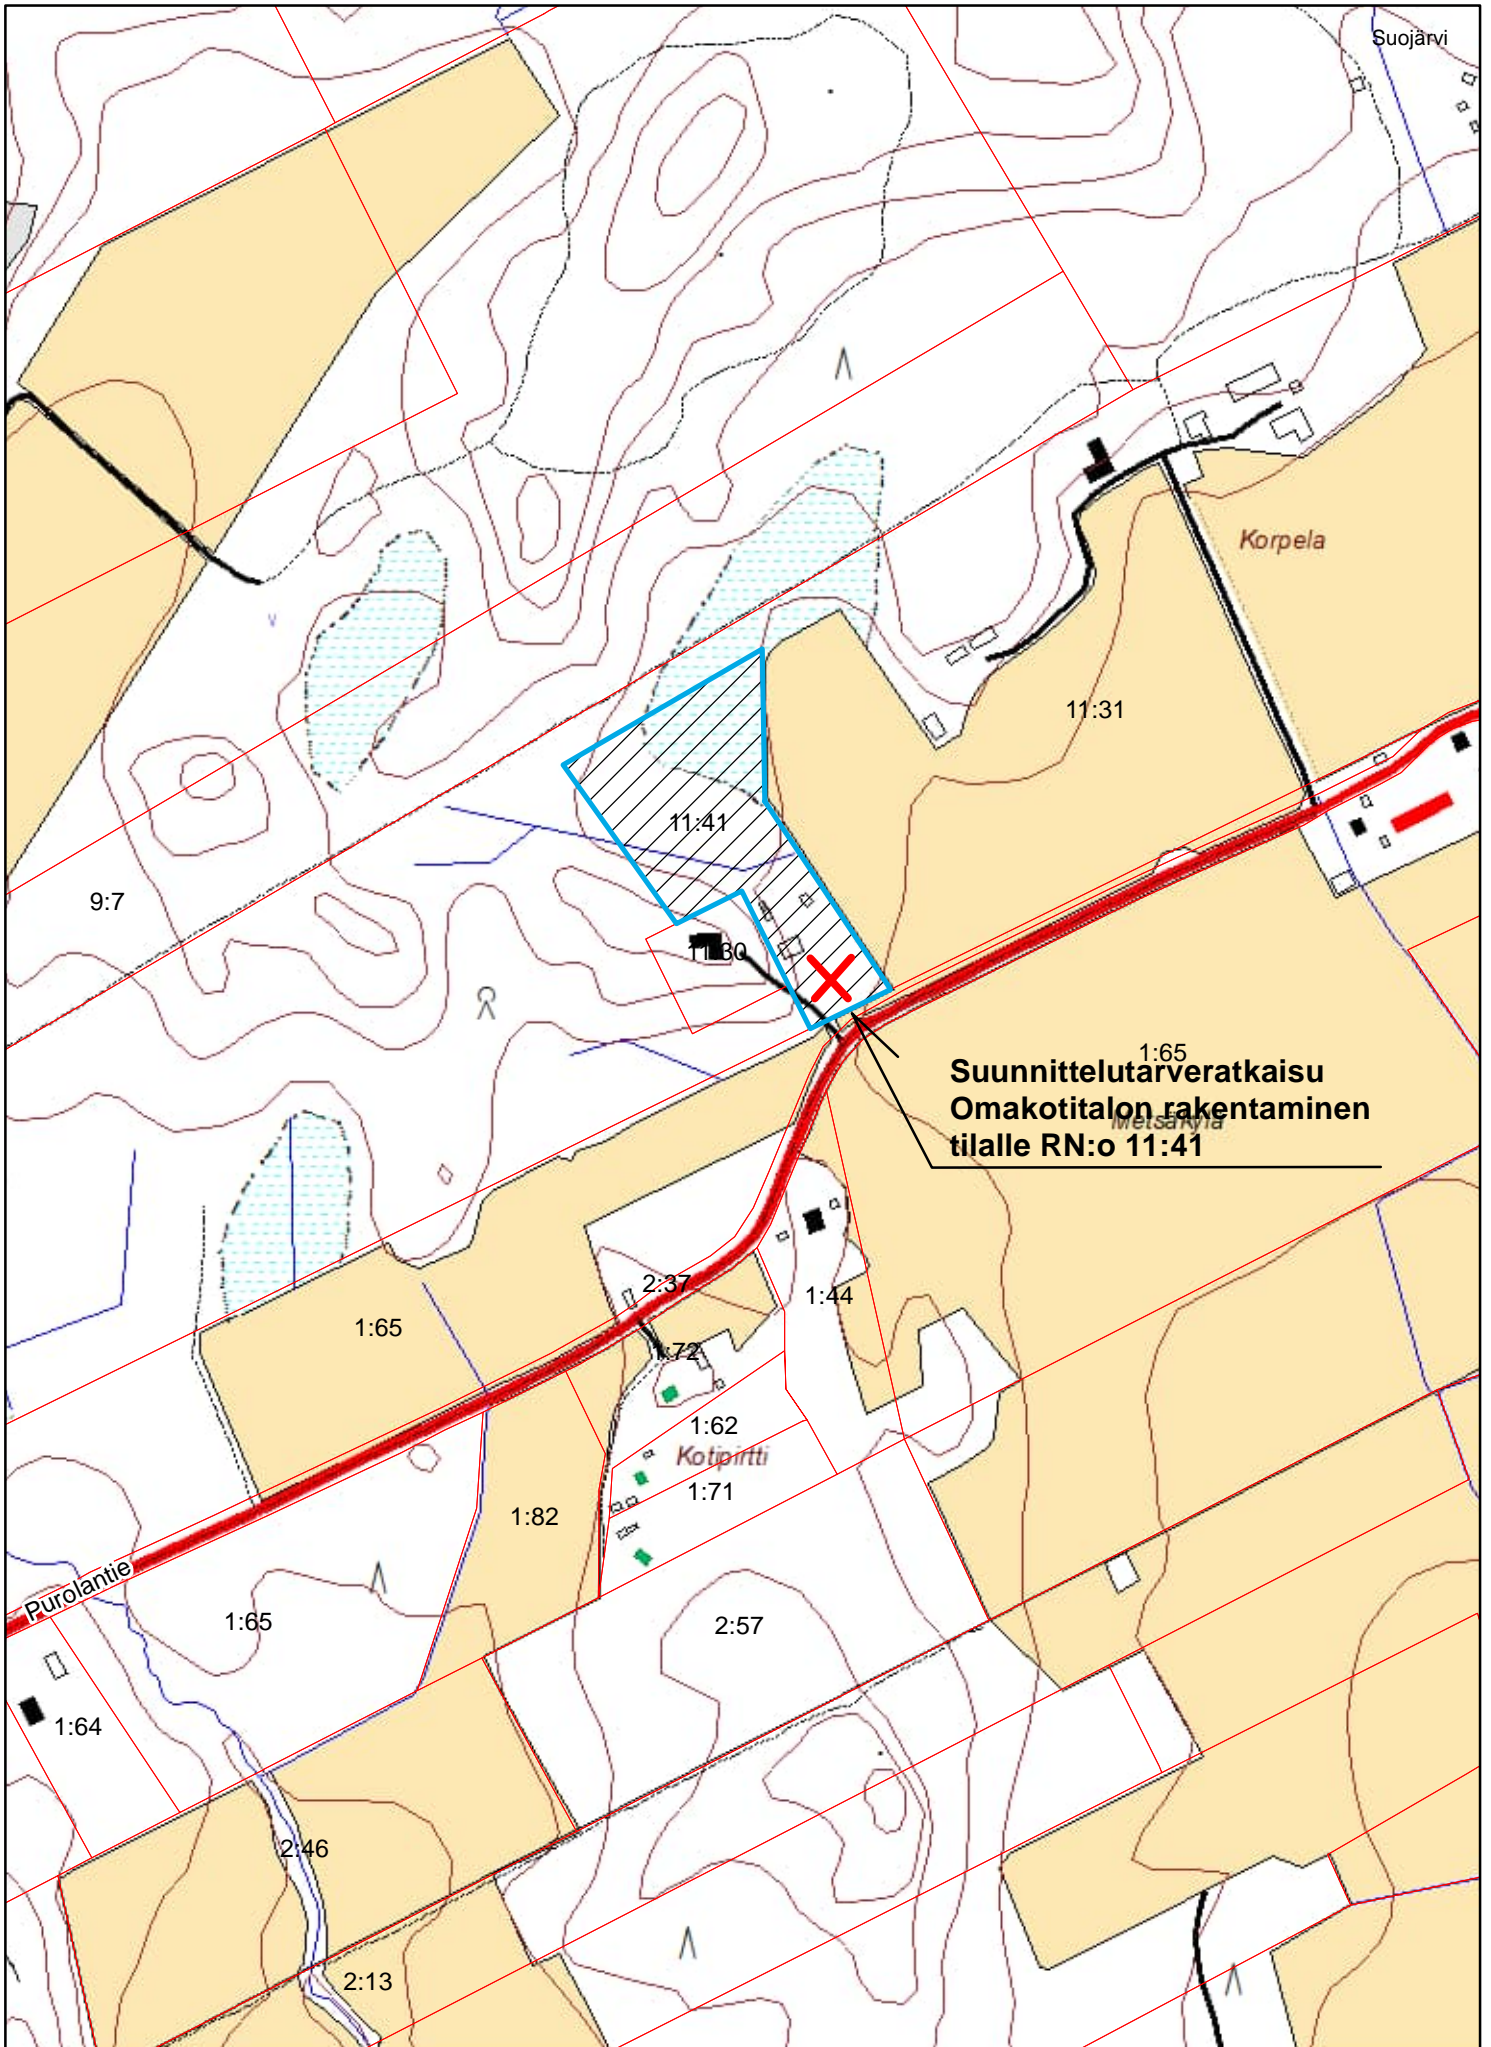 Suojärvi
Korpela
11:31
11:41
9:7
11:30
1:65
Suunnittelutarveratkaisu
Omakotitalon rakentaminen
Metsäkylä
tilalle RN:o 11:41
2:37
1:44
1:65
1:72
1:62
Kotipirtti
1:71
1:82
Purolantie
1:65
2:57
1:64
2:46
2:13